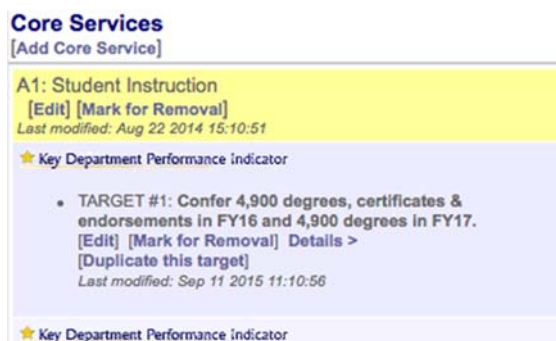 Core Services
[Add Core Service]
A1: Student Instruction
[Edit] [Mark for Removal]
Last modified: Aug 22 2014 15:10:51
Key Department Performance Indicator
• TARGET #1: Confer 4,900 degrees, certificates &
endorsements in FY16 and 4,900 degrees in FY17.
[Edit] [Mark for Removal] Details >
[Duplicate this target]
Last modified: Sep 11 2015 11:10:56
Key Department Performance Indicator